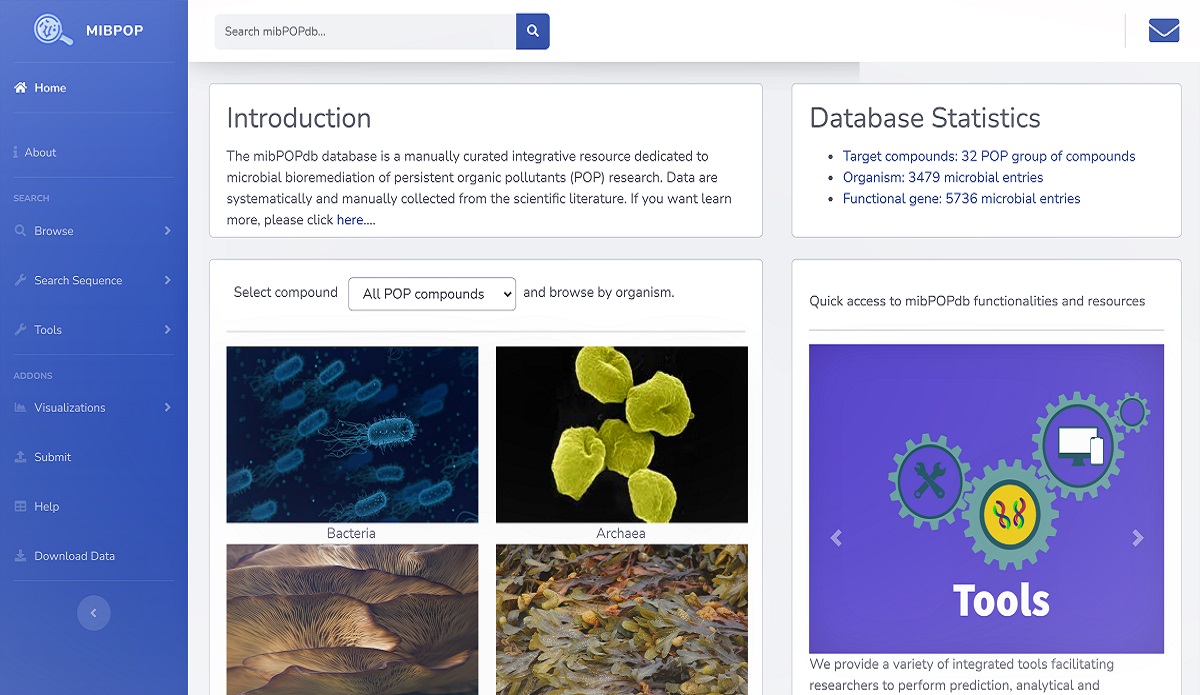 MIBPOP
Search mibPOPdb...
Home
About
SEARCH
Browse
Search Sequence
Tools
ADDONS
Visualizations
Submit
Help
Download Data
Introduction
The mibPOPdb database is a manually curated integrative resource dedicated to
microbial bioremediation of persistent organic pollutants (POP) research. Data are
systematically and manually collected from the scientific literature. If you want learn
more, please click here....
Database Statistics
Target compounds: 32 POP group of compounds
Organism: 3479 microbial entries
Functional gene: 5736 microbial entries
Select compound All POP compounds and browse by organism.
Bacteria
Archaea
Quick access to mibPOPdb functionalities and resources
Tools
We provide a variety of integrated tools facilitating
researchers to perform prediction, analytical and